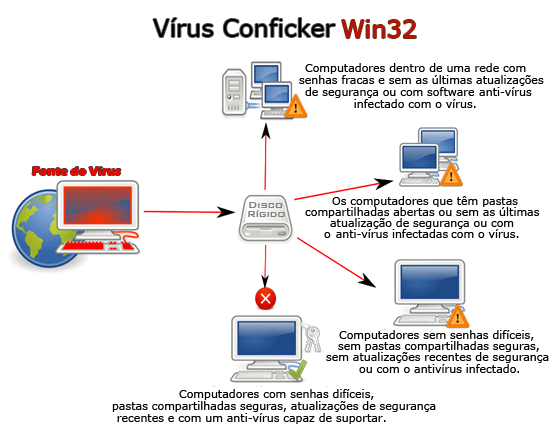 Vírus Conficker Win32
Computadores dentro de uma rede com
senhas fracas e sem as últimas atualizações
de segurança ou com software anti-vírus
infectado com o vírus.
Fonte do Vírus
DISCO
RÍGIDO
Os computadores que têm pastas
compartilhadas abertas ou sem as últimas
atualização de segurança ou com
o anti-vírus infectadas com o vírus.
Computadores sem senhas difíceis,
sem pastas compartilhadas seguras,
sem atualizações recentes de segurança
ou com o antivírus infectado.
Computadores com senhas difíceis,
pastas compartilhadas seguras, atualizações de segurança
recentes e com um anti-vírus capaz de suportar.